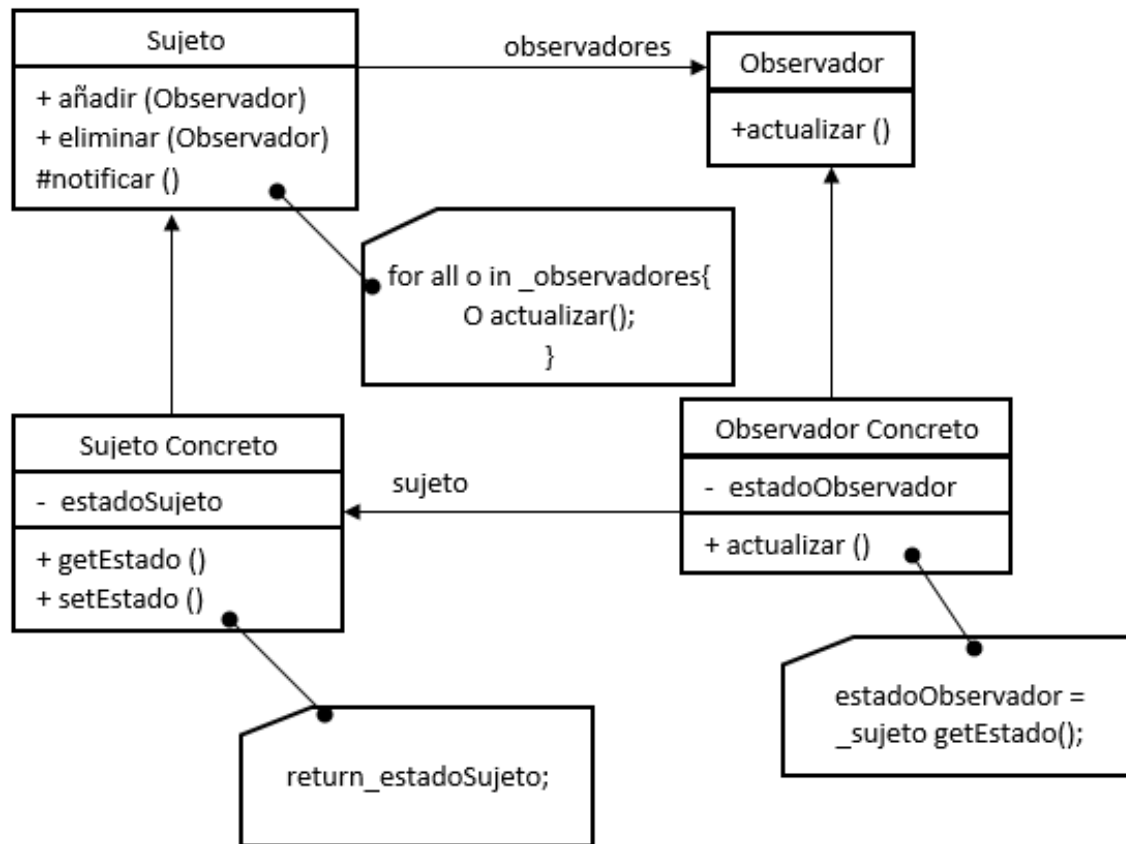 Sujeto
+ añadir (Observador)
+ eliminar (Observador)
#notificar ()
observadores
Observador
+actualizar ()
for all o in _observadores{
O actualizar();
}
Sujeto Concreto
- estadoSujeto
+ getEstado ()
+ setEstado ()
sujeto
Observador Concreto
- estadoObservador
+ actualizar ()
return_estadoSujeto;
estadoObservador =
_sujeto getEstado();